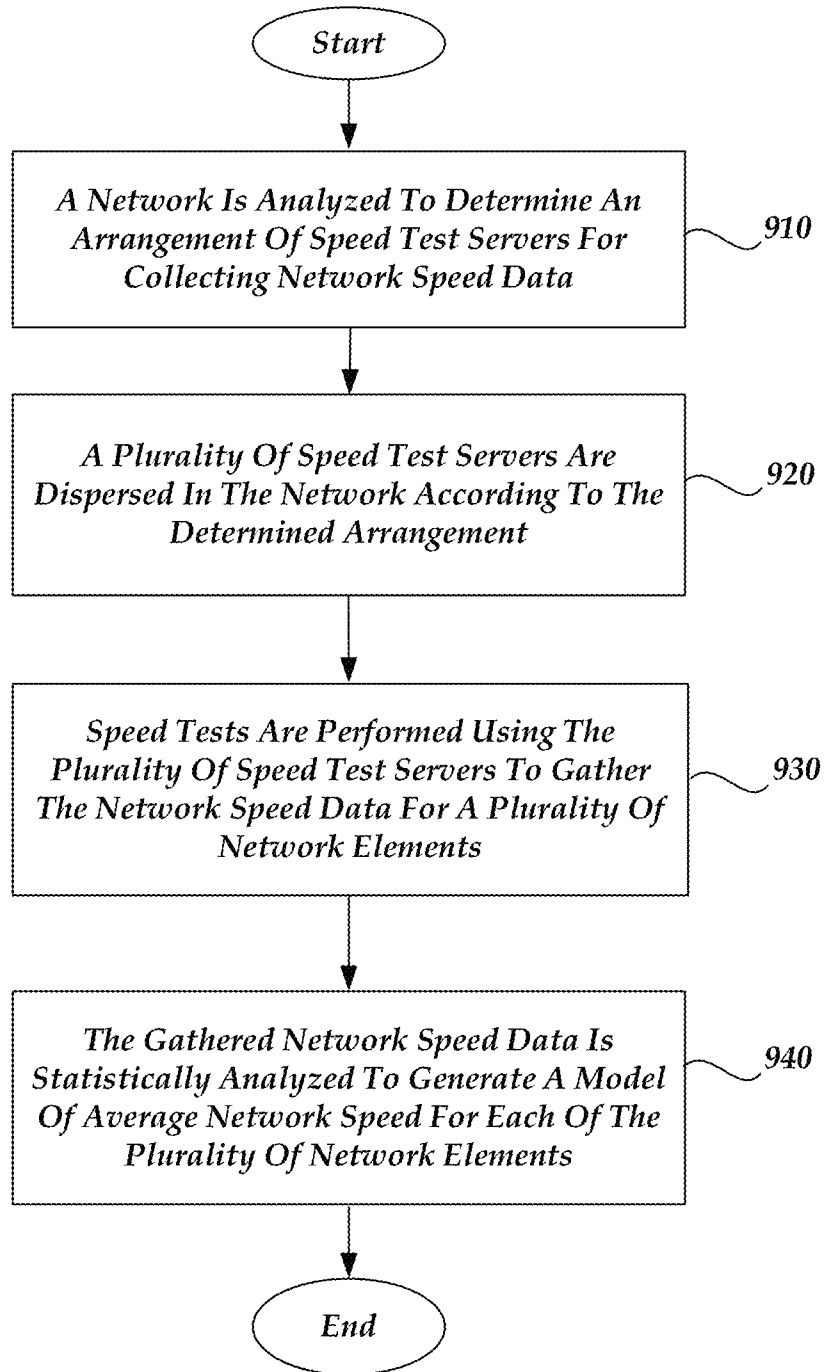 Start
A Network Is Analyzed To Determine An
Arrangement Of Speed Test Servers For
Collecting Network Speed Data
910
A Plurality Of Speed Test Servers Are
Dispersed In The Network According To The
Determined Arrangement
920
Speed Tests Are Performed Using The
Plurality Of Speed Test Servers To Gather
The Network Speed Data For A Plurality Of
Network Elements
930
The Gathered Network Speed Data Is
Statistically Analyzed To Generate A Model
Of Average Network Speed For Each Of The
Plurality Of Network Elements
940
End